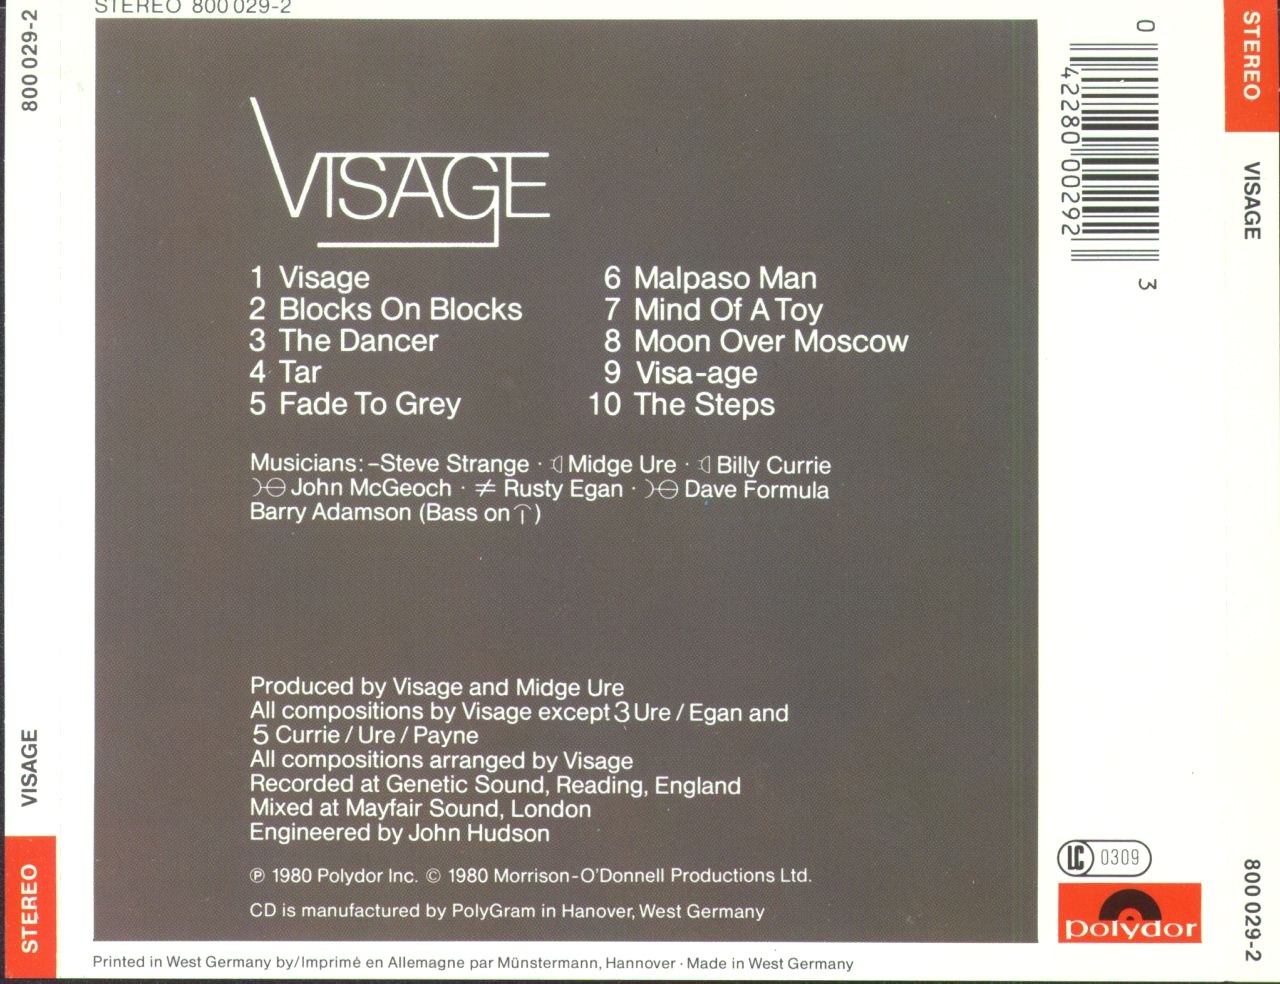 STEREO 800 029-2
800 029-2
VISAGE
STEREO
VISAGE
1 Visage
2 Blocks On Blocks
3 The Dancer
4 Tar
5 Fade To Grey
6 Malpaso Man
7 Mind Of A Toy
8 Moon Over Moscow
9 Visa-age
10 The Steps
Musicians: –Steve Strange · Midge Ure · Billy Currie
John McGeoch · ≠ Rusty Egan · Dave Formula
Barry Adamson (Bass on )
Produced by Visage and Midge Ure
All compositions by Visage except 3 Ure / Egan and
5 Currie / Ure / Payne
All compositions arranged by Visage
Recorded at Genetic Sound, Reading, England
Mixed at Mayfair Sound, London
Engineered by John Hudson
℗ 1980 Polydor Inc. © 1980 Morrison-O'Donnell Productions Ltd.
CD is manufactured by PolyGram in Hanover, West Germany
Printed in West Germany by/Imprimé en Allemagne par Münstermann, Hannover · Made in West Germany
0 42280 00292 3
LC 0309
polydor
STEREO
VISAGE
800 029-2